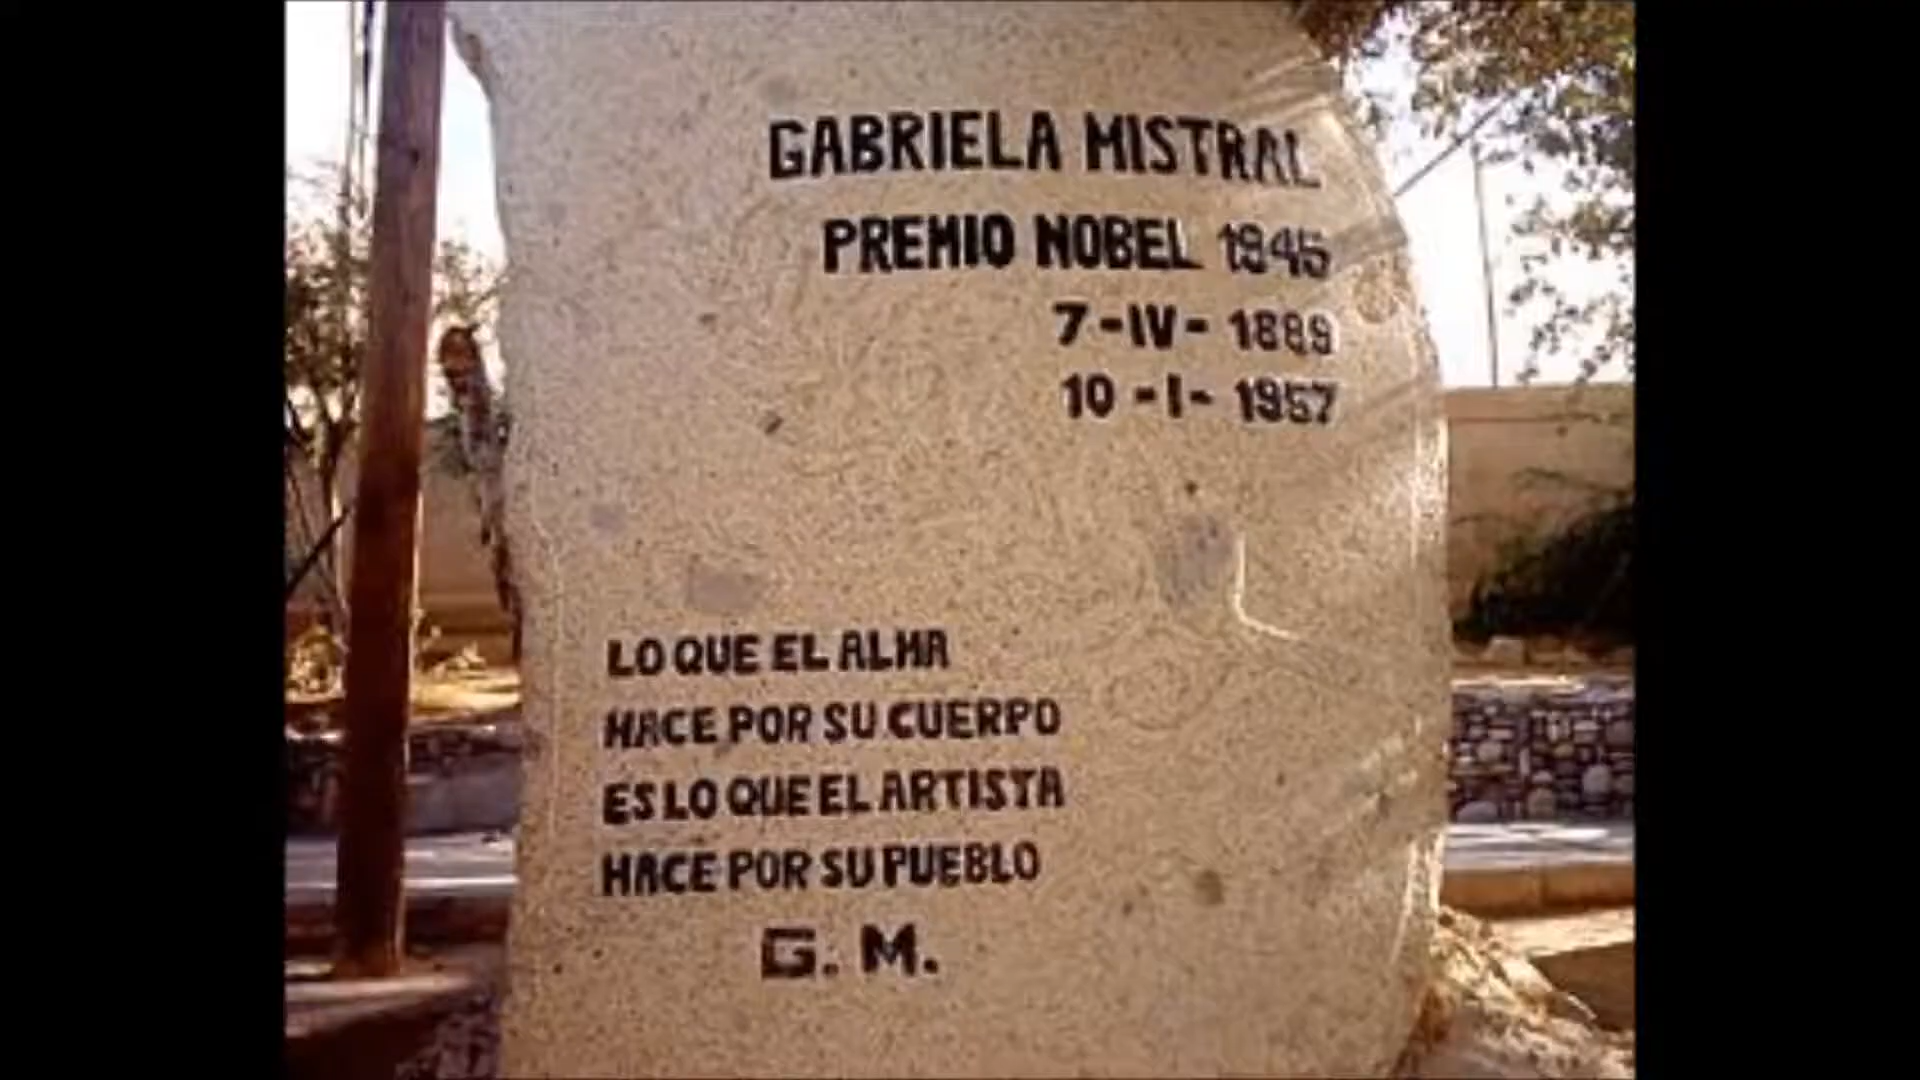 GABRIELA MISTRAL
PREMIO NOBEL 1945
7-IV-1889
10-I-1957
LO QUE EL ALMA
HACE POR SU CUERPO
ES LO QUE EL ARTISTA
HACE POR SU PUEBLO
G. M.